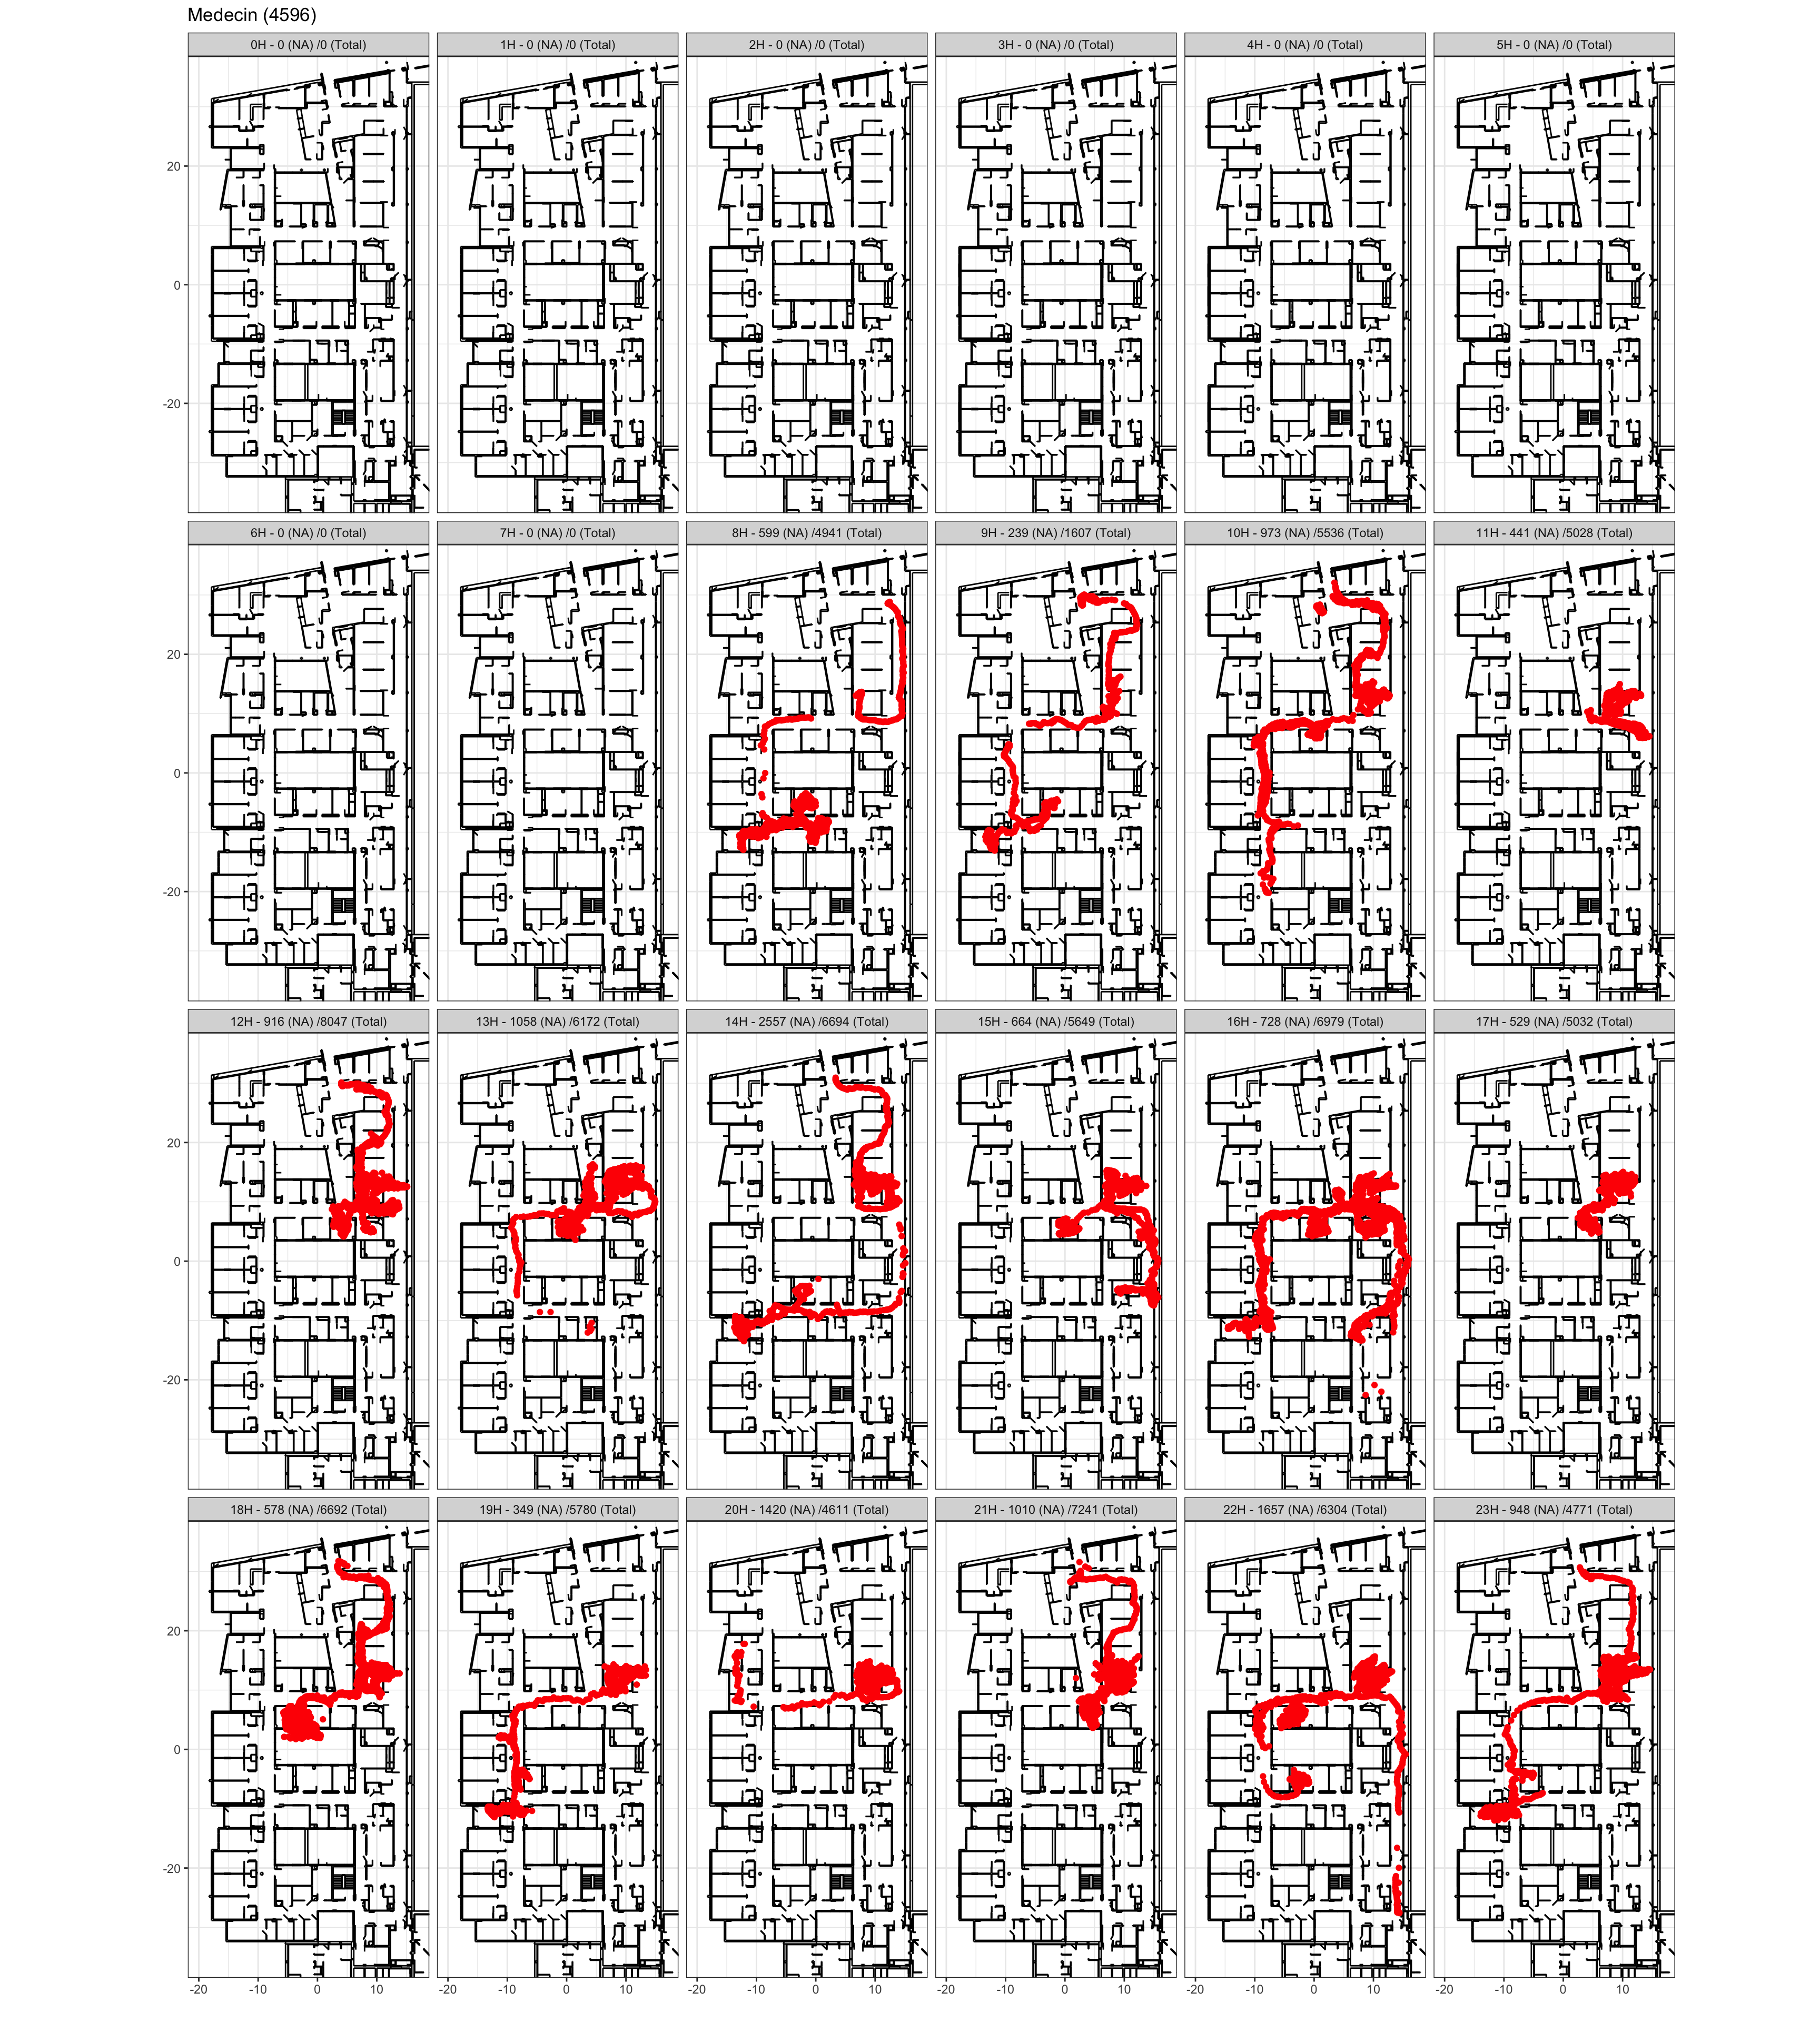 Medecin (4596)
0H - 0 (NA) /0 (Total) 1H - 0 (NA) /0 (Total) 2H - 0 (NA) /0 (Total) 3H - 0 (NA) /0 (Total) 4H - 0 (NA) /0 (Total) 5H - 0 (NA) /0 (Total)
20
0
-20
6H - 0 (NA) /0 (Total) 7H - 0 (NA) /0 (Total) 8H - 599 (NA) /4941 (Total) 9H - 239 (NA) /1607 (Total) 10H - 973 (NA) /5536 (Total) 11H - 441 (NA) /5028 (Total)
20
0
-20
12H - 916 (NA) /8047 (Total) 13H - 1058 (NA) /6172 (Total) 14H - 2557 (NA) /6694 (Total) 15H - 664 (NA) /5649 (Total) 16H - 728 (NA) /6979 (Total) 17H - 529 (NA) /5032 (Total)
20
0
-20
18H - 578 (NA) /6692 (Total) 19H - 349 (NA) /5780 (Total) 20H - 1420 (NA) /4611 (Total) 21H - 1010 (NA) /7241 (Total) 22H - 1657 (NA) /6304 (Total) 23H - 948 (NA) /4771 (Total)
20
0
-20
-20 -10 0 10 -20 -10 0 10 -20 -10 0 10 -20 -10 0 10 -20 -10 0 10 -20 -10 0 10